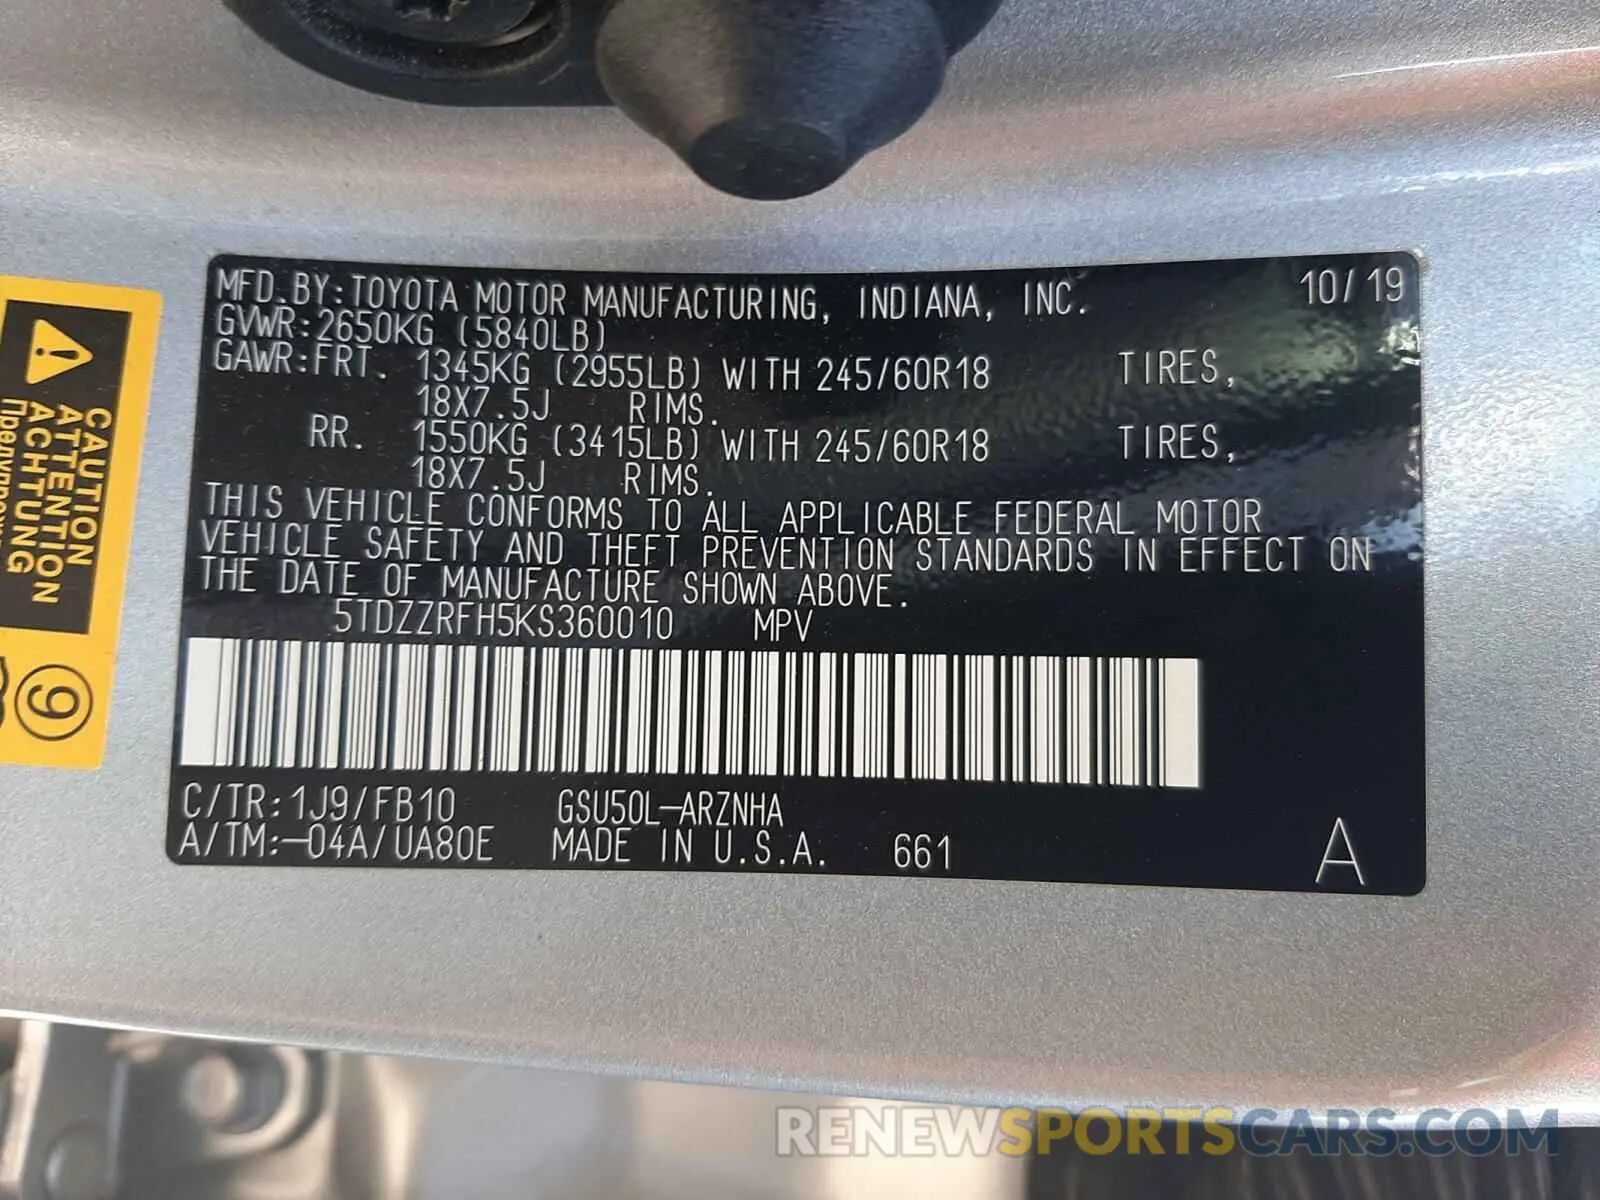 MFD.BY:TOYOTA MOTOR MANUFACTURING, INDIANA, INC. 10/19
GVWR:2650KG (5840LB)
GAWR:FRT. 1345KG (2955LB) WITH 245/60R18 TIRES,
18X7.5J RIMS.
RR. 1550KG (3415LB) WITH 245/60R18 TIRES,
18X7.5J RIMS.
THIS VEHICLE CONFORMS TO ALL APPLICABLE FEDERAL MOTOR
VEHICLE SAFETY AND THEFT PREVENTION STANDARDS IN EFFECT ON
THE DATE OF MANUFACTURE SHOWN ABOVE.
5TDZZRFH5KS360010 MPV
C/TR:1J9/FB10 GSU50L-ARZNHA
A/TM:-04A/UA80E MADE IN U.S.A. 661 A
CAUTION
ATTENTION
ACHTUNG
9
RENEWSPORTSCARS.COM